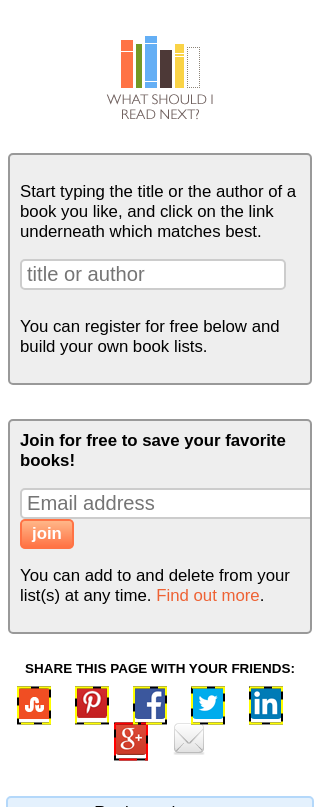 WHAT SHOULD I
READ NEXT?
Start typing the title or the author of a
book you like, and click on the link
underneath which matches best.
title or author
You can register for free below and
build your own book lists.
Join for free to save your favorite
books!
Email address
join
You can add to and delete from your
list(s) at any time. Find out more.
SHARE THIS PAGE WITH YOUR FRIENDS: